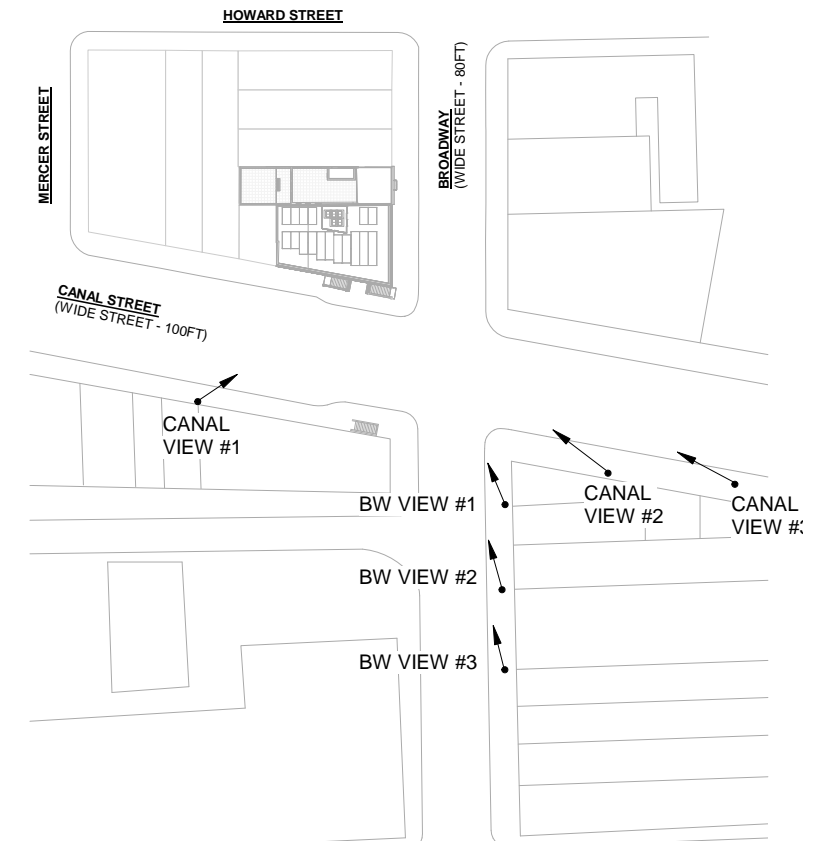 HOWARD STREET
MERCER STREET
BROADWAY
(WIDE STREET - 80FT)
CANAL STREET
(WIDE STREET - 100FT)
CANAL
VIEW #1
BW VIEW #1
CANAL
VIEW #2
CANAL
VIEW #
BW VIEW #2
BW VIEW #3